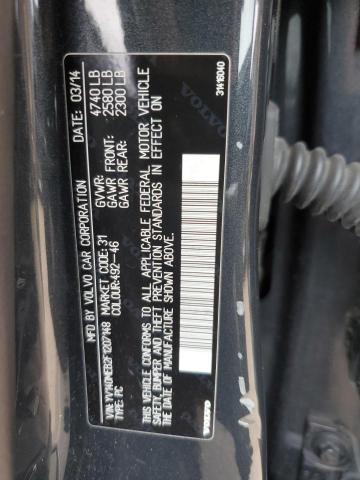 MFD BY VOLVO CAR CORPORATION DATE: 03/14
GVWR: 4740 LB
GAWR FRONT: 2580 LB
GAWR REAR: 2300 LB
MARKET CODE: 31
COLOUR:492-46
TYPE: PC
THIS VEHICLE CONFORMS TO ALL APPLICABLE FEDERAL MOTOR VEHICLE
SAFETY, BUMPER AND THEFT PREVENTION STANDARDS IN EFFECT ON
THE DATE OF MANUFACTURE SHOWN ABOVE.
VOLVO
31416040